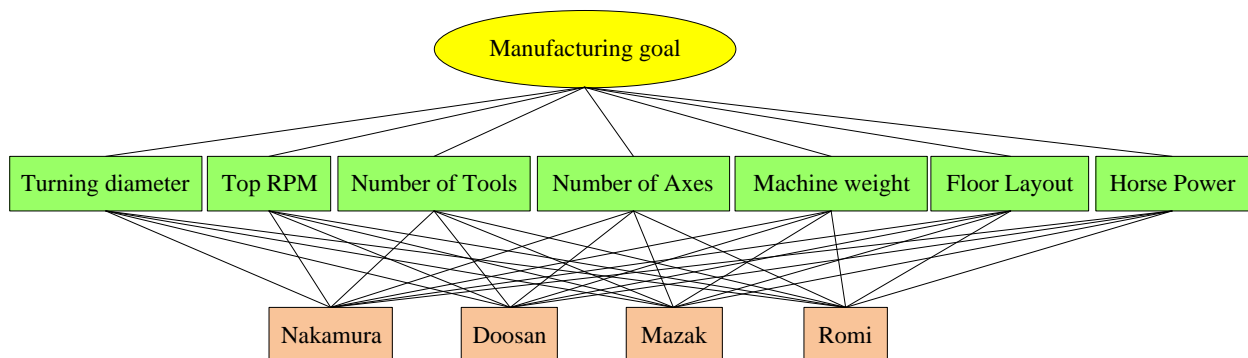 Manufacturing goal
Turning diameter
Top RPM
Number of Tools
Number of Axes
Machine weight
Floor Layout
Horse Power
Nakamura
Doosan
Mazak
Romi